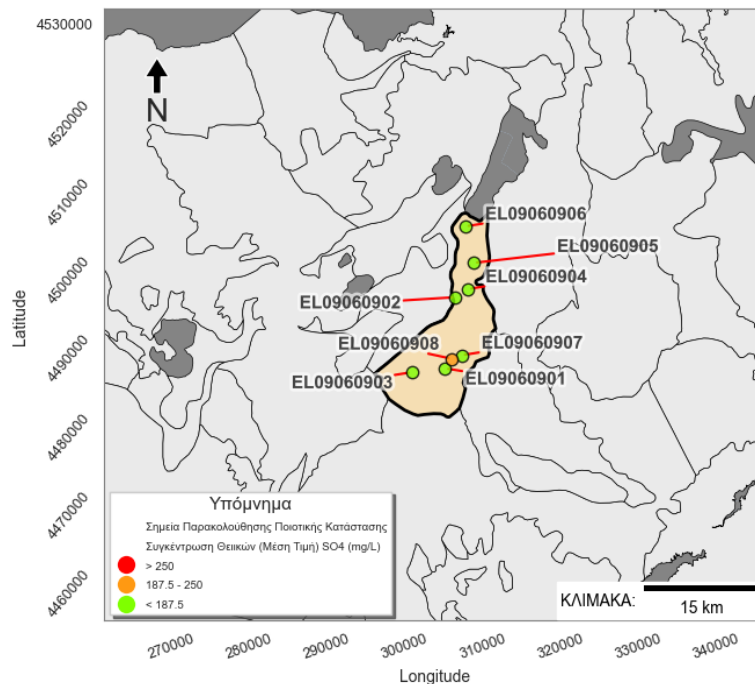 4530000
N
4520000
4510000
EL09060906
EL09060905
4500000
EL09060904
EL09060902
Latitude
4490000
EL09060908
EL09060907
EL09060903
EL09060901
4480000
4470000
Υπόμνημα
Σημεία Παρακολούθησης Ποιοτικής Κατάστασης
Συγκέντρωση Θειικών (Μέση Τιμή) SO4 (mg/L)
> 250
187.5 - 250
< 187.5
4460000
ΚΛΙΜΑΚΑ:
15 km
270000
280000
290000
300000
310000
320000
330000
340000
Longitude